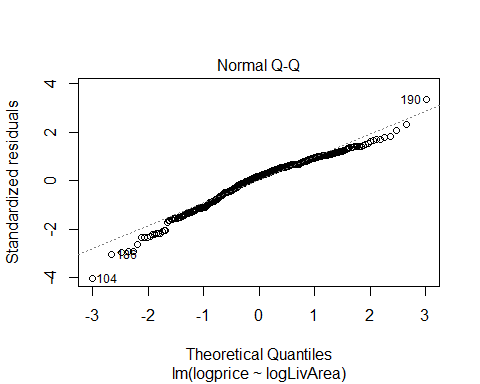 Normal Q-Q
Standardized residuals
4
2
0
-2
-4
190
186
104
-3 -2 -1 0 1 2 3
Theoretical Quantiles
lm(logprice ~ logLivArea)